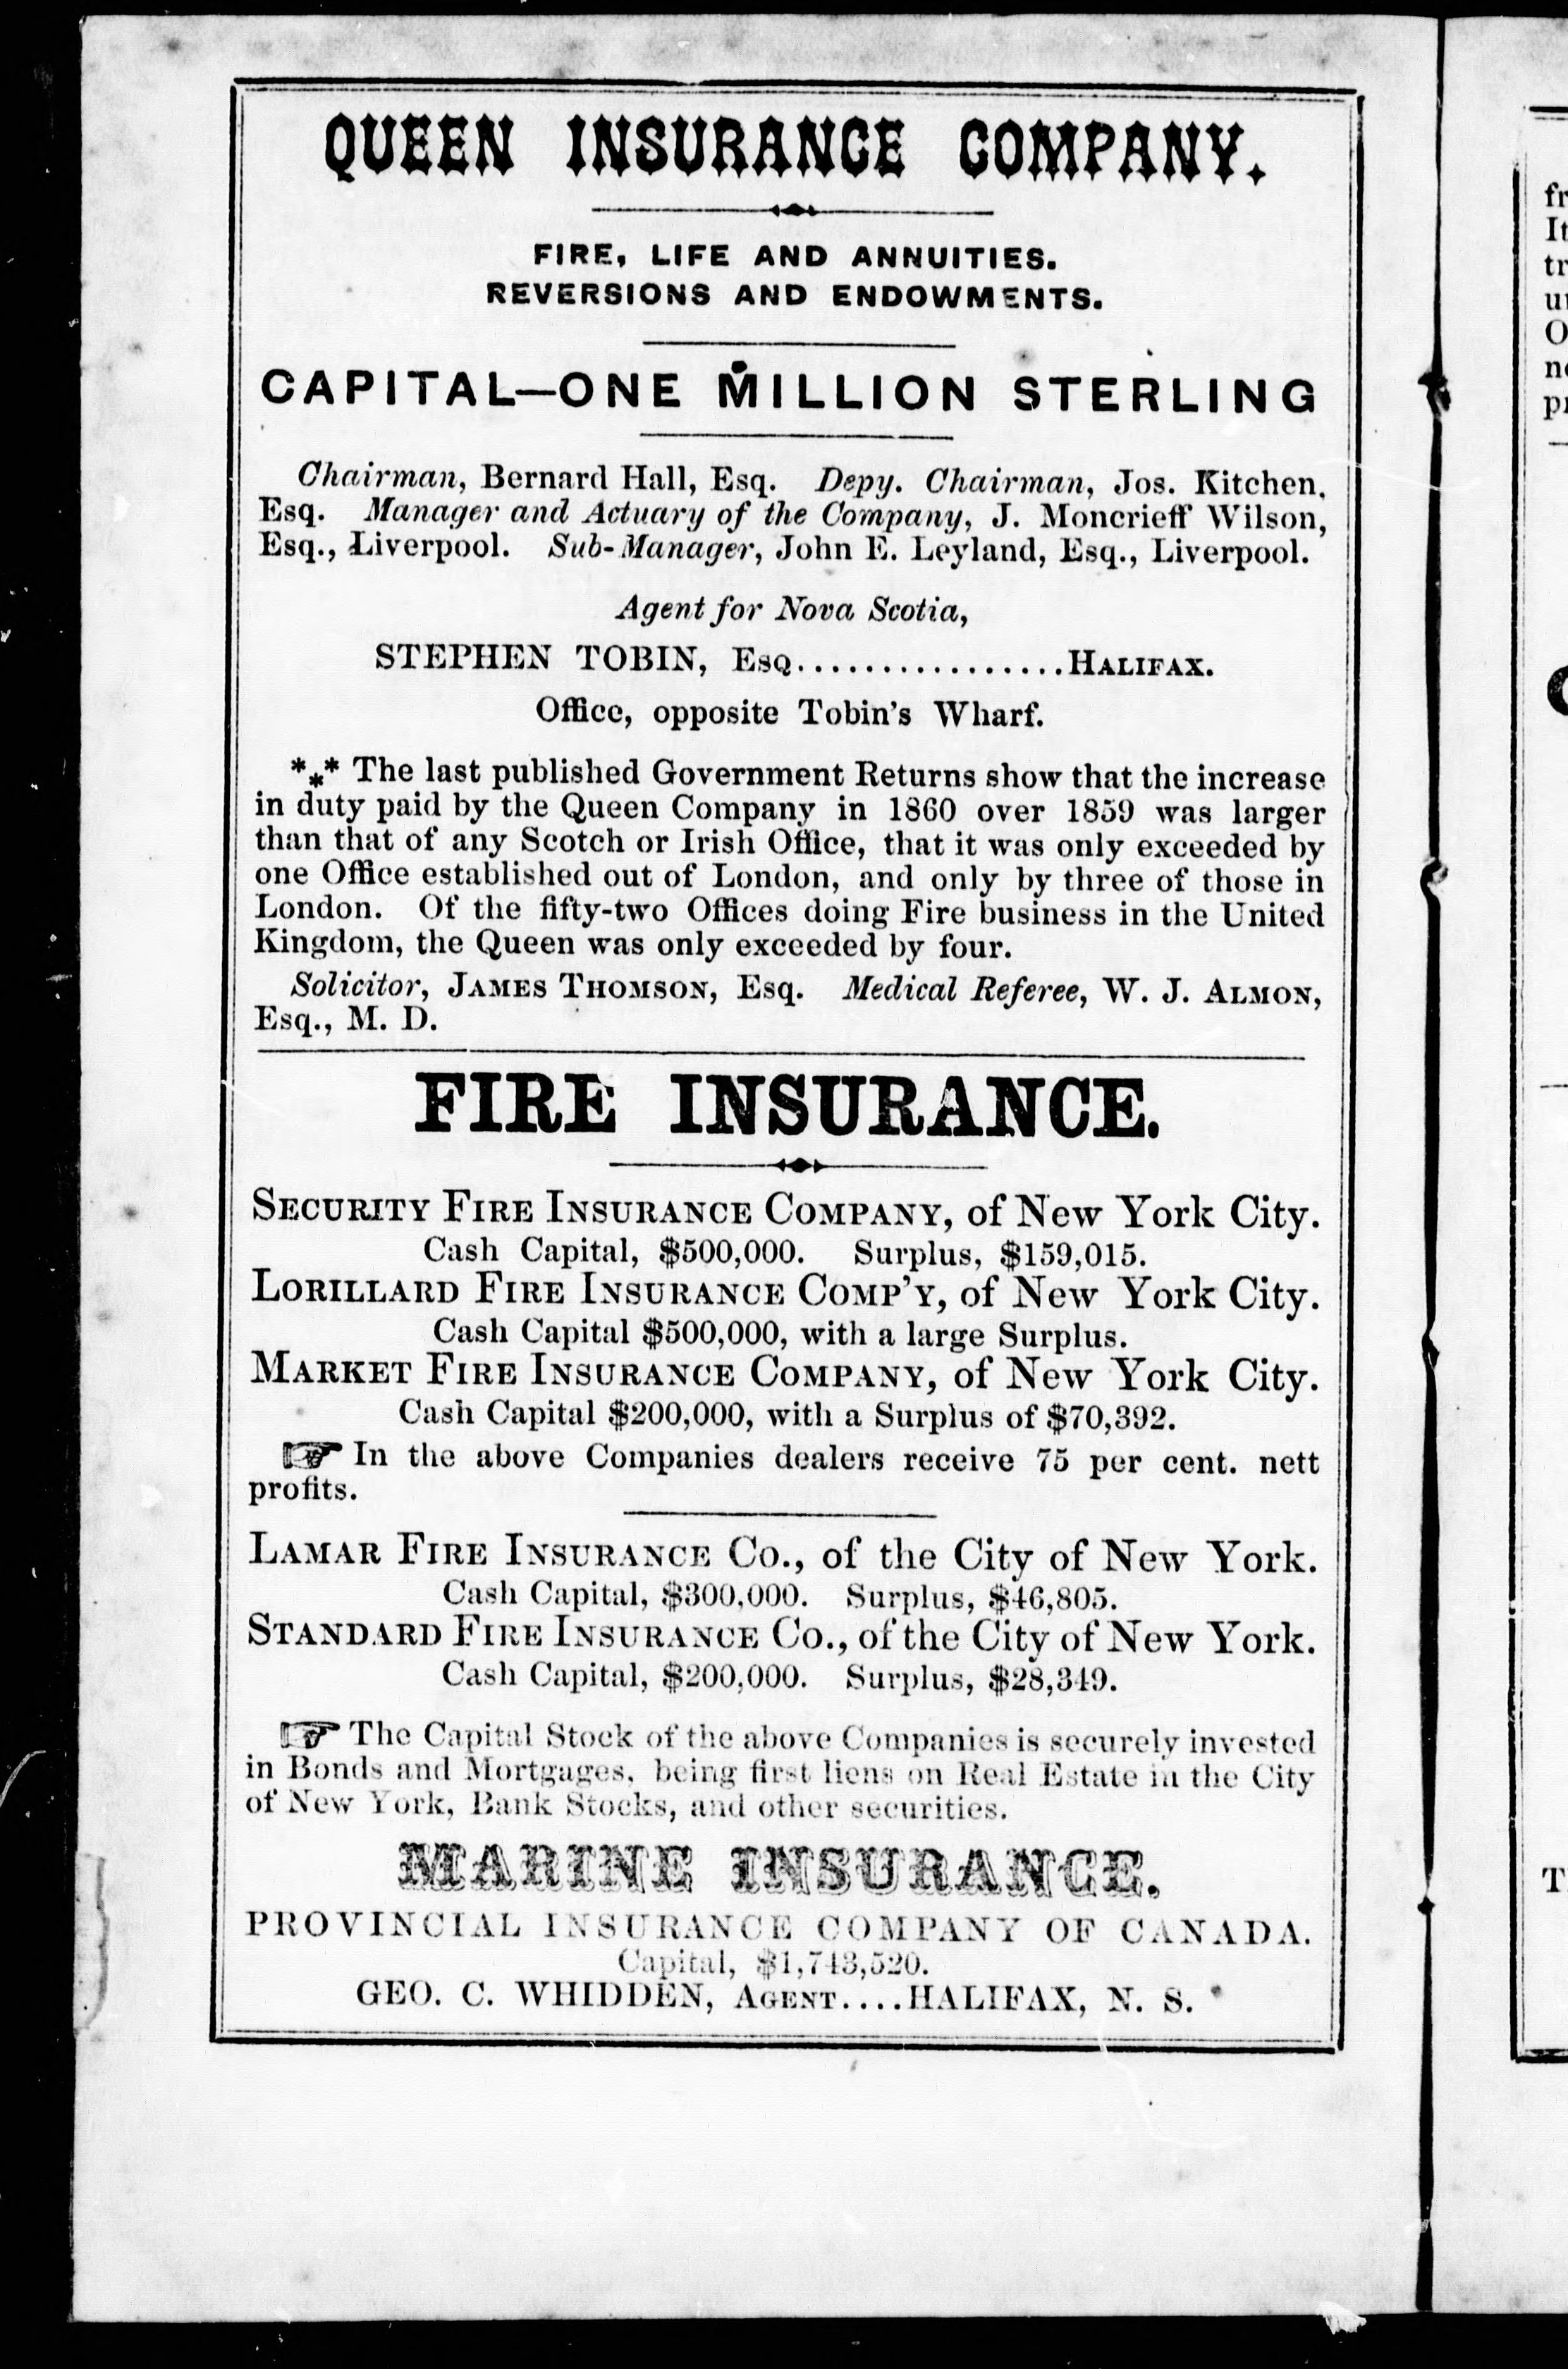 QUEEN INSURANCE COMPANY.
FIRE, LIFE AND ANNUITIES.
REVERSIONS AND ENDOWMENTS.
CAPITAL—ONE MILLION STERLING
Chairman, Bernard Hall, Esq. Depy. Chairman, Jos. Kitchen,
Esq. Manager and Actuary of the Company, J. Moncrieff Wilson,
Esq., Liverpool. Sub-Manager, John E. Leyland, Esq., Liverpool.
Agent for Nova Scotia,
STEPHEN TOBIN, ESQ................HALIFAX.
Office, opposite Tobin's Wharf.
*⁎* The last published Government Returns show that the increase
in duty paid by the Queen Company in 1860 over 1859 was larger
than that of any Scotch or Irish Office, that it was only exceeded by
one Office established out of London, and only by three of those in
London. Of the fifty-two Offices doing Fire business in the United
Kingdom, the Queen was only exceeded by four.
Solicitor, JAMES THOMSON, Esq. Medical Referee, W. J. ALMON,
Esq., M. D.
FIRE INSURANCE.
SECURITY FIRE INSURANCE COMPANY, of New York City.
Cash Capital, $500,000. Surplus, $159,015.
LORILLARD FIRE INSURANCE COMP'Y, of New York City.
Cash Capital $500,000, with a large Surplus.
MARKET FIRE INSURANCE COMPANY, of New York City.
Cash Capital $200,000, with a Surplus of $70,392.
☞ In the above Companies dealers receive 75 per cent. nett
profits.
LAMAR FIRE INSURANCE CO., of the City of New York.
Cash Capital, $300,000. Surplus, $46,805.
STANDARD FIRE INSURANCE CO., of the City of New York.
Cash Capital, $200,000. Surplus, $28,349.
☞ The Capital Stock of the above Companies is securely invested
in Bonds and Mortgages, being first liens on Real Estate in the City
of New York, Bank Stocks, and other securities.
MARINE INSURANCE.
PROVINCIAL INSURANCE COMPANY OF CANADA.
Capital, $1,743,520.
GEO. C. WHIDDEN, AGENT....HALIFAX, N. S.